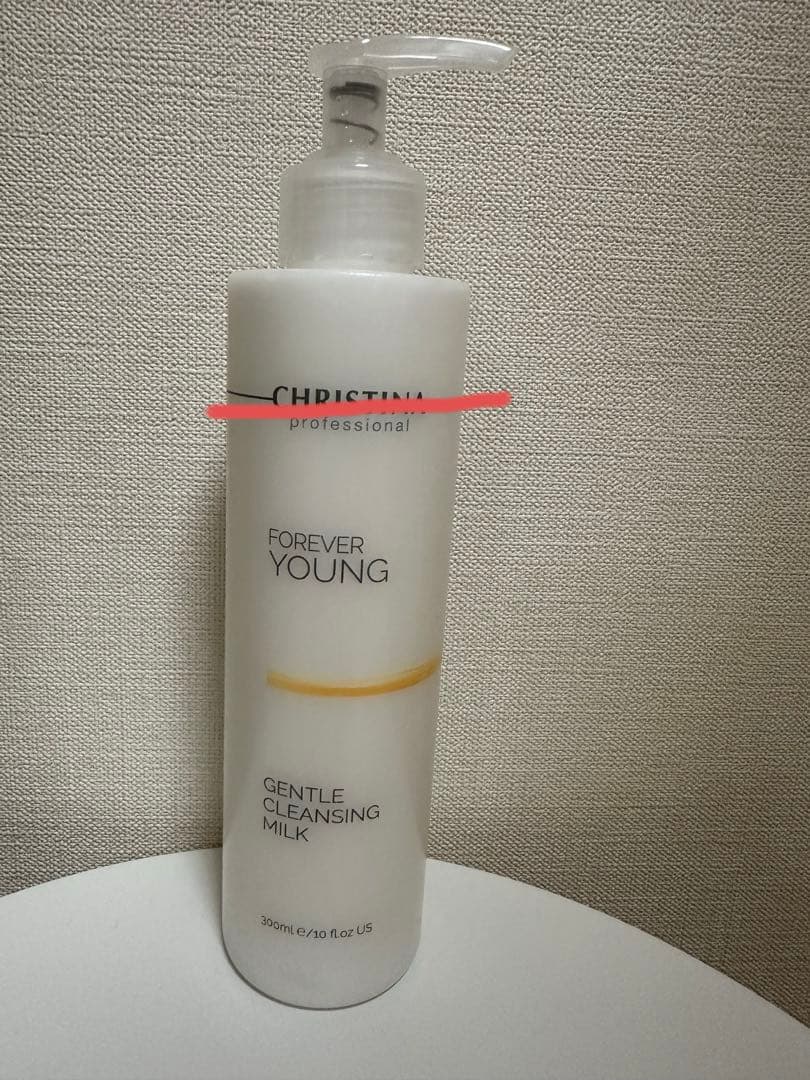 CHRISTINA
professional
FOREVER
YOUNG
GENTLE
CLEANSING
MILK
300ml e/10 fl.oz US